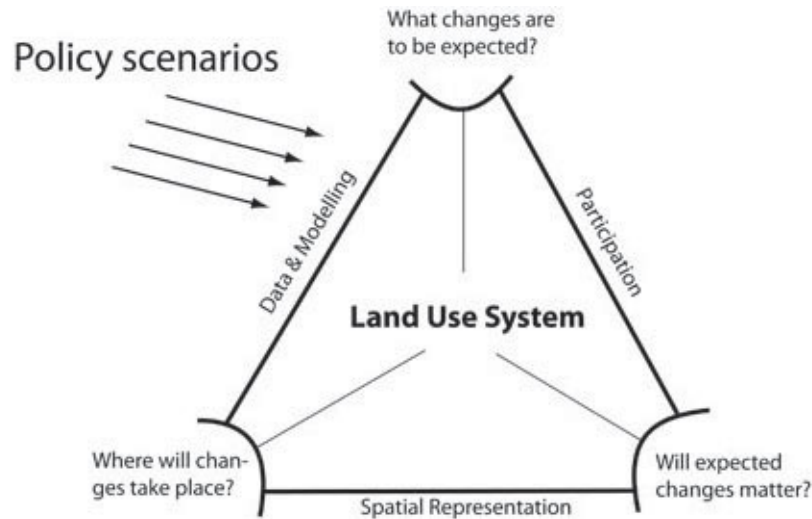 What changes are
to be expected?
Policy scenarios
Data & Modelling
Participation
Land Use System
Where will chan-
ges take place?
Will expected
changes matter?
Spatial Representation